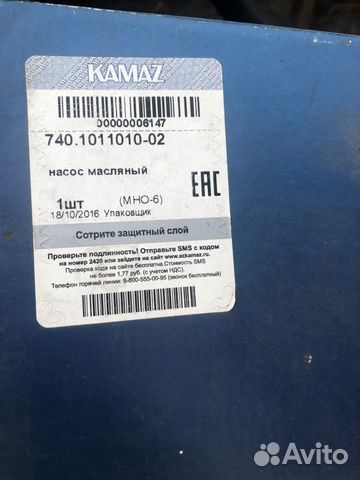 KAMAZ
00000006147
740.1011010-02
насос масляный
EAC
1шт (МНО-6)
18/10/2016 Упаковщик
Сотрите защитный слой
Проверьте подлинность! Отправьте SMS с кодом
на номер 2420 или зайдите на сайт www.azkamaz.ru.
Проверка кода на сайте бесплатна.Стоимость SMS
не более 1,77 руб. (с учетом НДС).
Телефон горячей линии: 8-800-555-00-95 (звонок бесплатный)
Avito